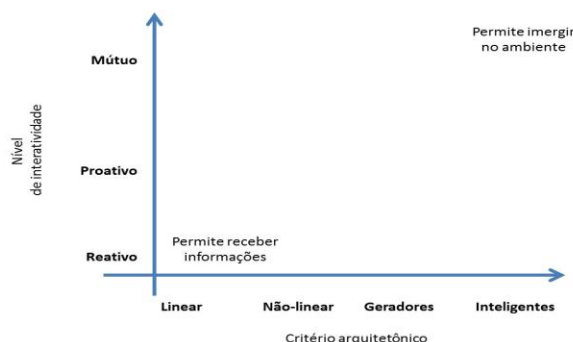 Permite imergir
no ambiente
Mútuo
Nível
de interatividade
Proativo
Permite receber
informações
Reativo
Linear
Não-linear
Geradores
Inteligentes
Critério arquitetônico